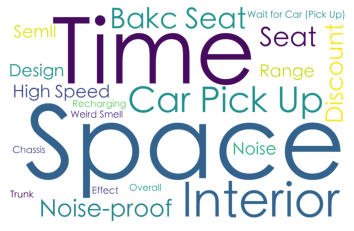 Bakc Seat
Wait for Car (Pick Up)
Semll
Time
Seat
Discount
Design
Range
High Speed
Car Pick Up
Recharging
Weird Smell
Space
Chassis
Noise
Trunk
Effect
Overall
Interior
Noise-proof